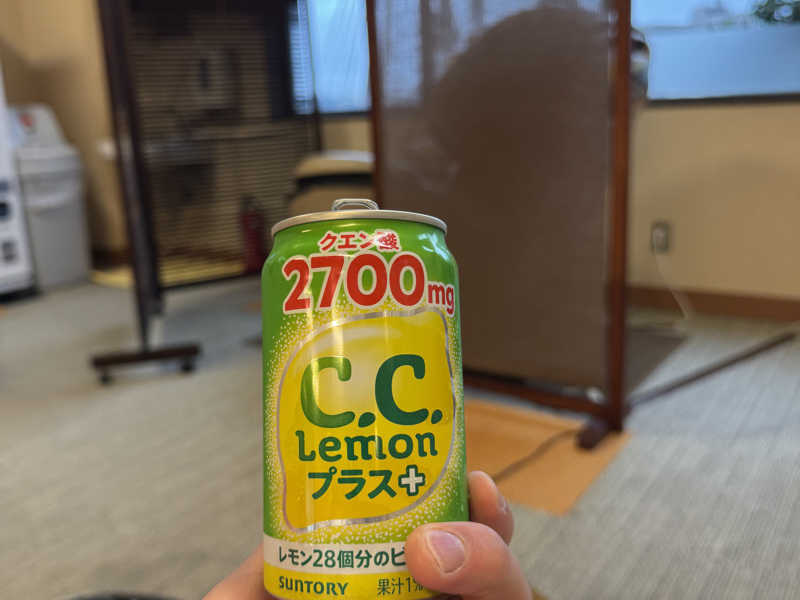 クエン酸
2700mg
C.C.
Lemon
プラス+
レモン28個分のビ
SUNTORY 果汁1%